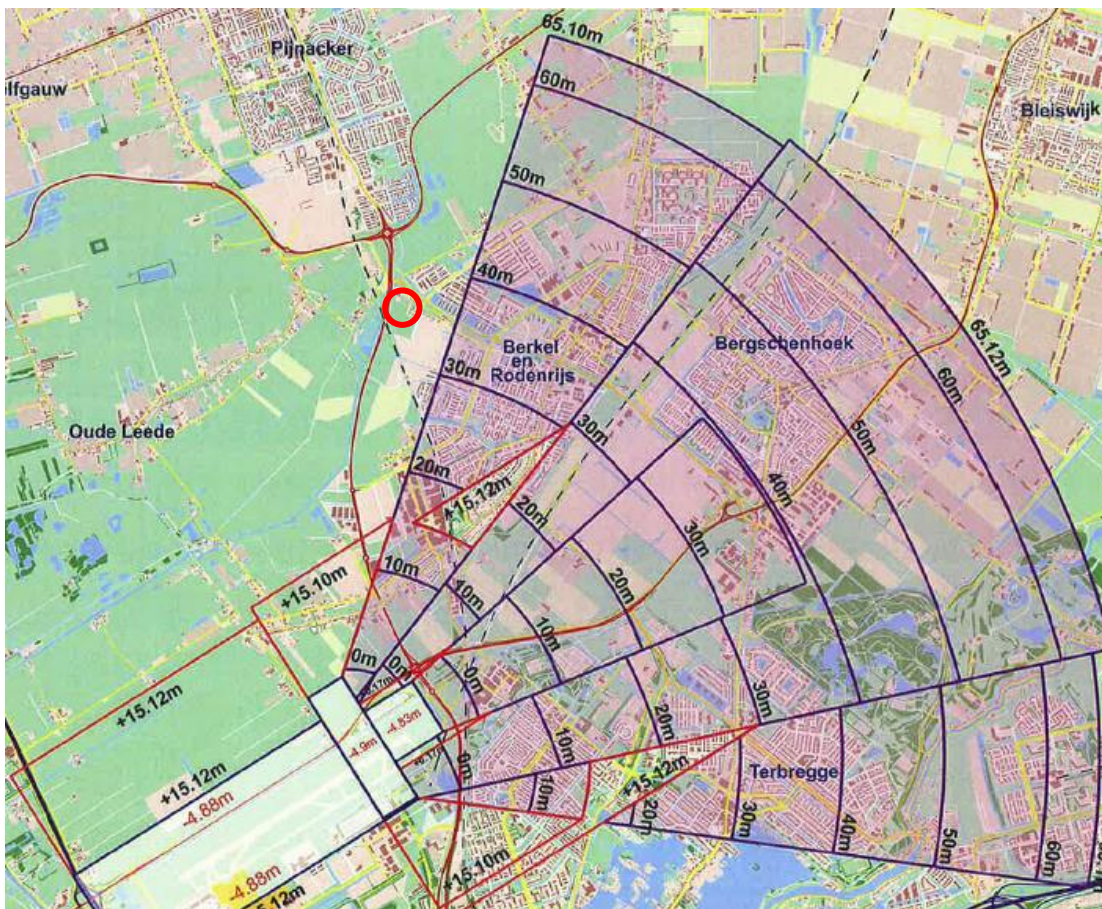 65.10m
Pijnacker
60m
lfgauw
Bleiswijk
50m
40m
Berkel
en
Rodenrijs
Bergschenhoek
65.12m
30m
60m
Oude Leede
30m
50m
20m
+15.12m
40m
20m
30m
10m
10m
20m
+15.10m
10m
0m
0m
0m
30m
+15.12m
20m
-4.83m
-4.9m
10m
+15.12m
0m
Terbregge
+15.12m
-4.88m
10m
20m
30m
40m
50m
60m
+15.10m
-4.88m
15.12m